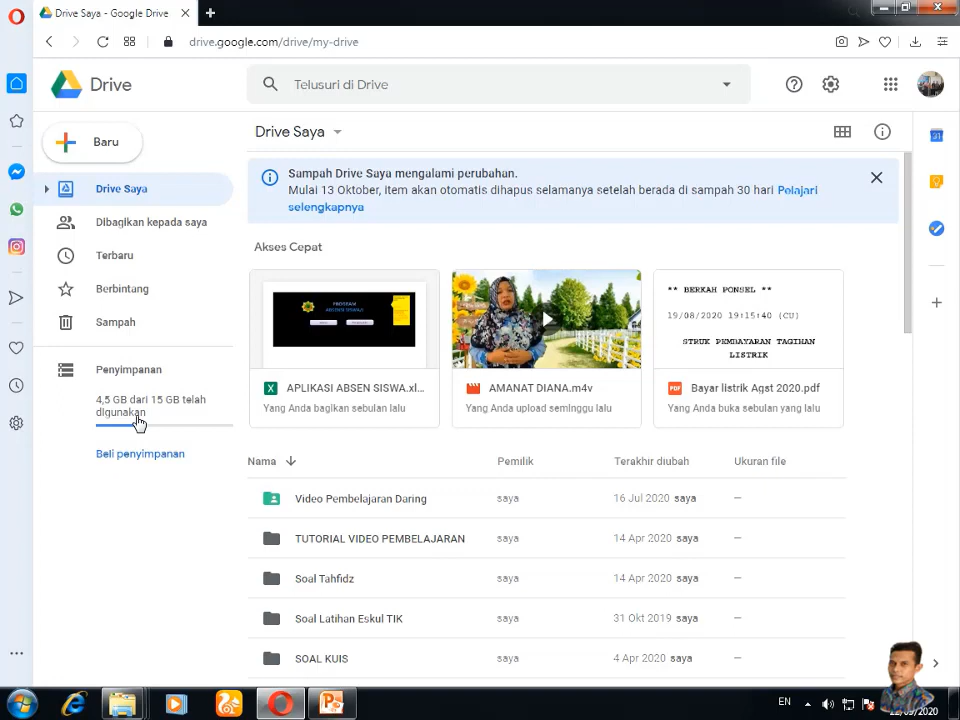 Drive Saya - Google Drive
drive.google.com/drive/my-drive
Drive
Telusuri di Drive
Baru
Drive Saya
Dibagikan kepada saya
Terbaru
Berbintang
Sampah
Penyimpanan
4,5 GB dari 15 GB telah
digunakan
Beli penyimpanan
Drive Saya
Sampah Drive Saya mengalami perubahan.
Mulai 13 Oktober, item akan otomatis dihapus selamanya setelah berada di sampah 30 hari Pelajari
selengkapnya
Akses Cepat
APLIKASI ABSEN SISWA.xl...
Yang Anda bagikan sebulan lalu
AMANAT DIANA.m4v
Yang Anda upload seminggu lalu
** BERKAH PONSEL **
19/08/2020 19:15:40 (CU)
STRUK PEMBAYARAN TAGIHAN
LISTRIK
Bayar listrik Agst 2020.pdf
Yang Anda buka sebulan yang lalu
Nama Pemilik Terakhir diubah Ukuran file
Video Pembelajaran Daring saya 16 Jul 2020 saya —
TUTORIAL VIDEO PEMBELAJARAN saya 14 Apr 2020 saya —
Soal Tahfidz saya 14 Apr 2020 saya —
Soal Latihan Eskul TIK saya 31 Okt 2019 saya —
SOAL KUIS saya 4 Apr 2020 saya —
EN